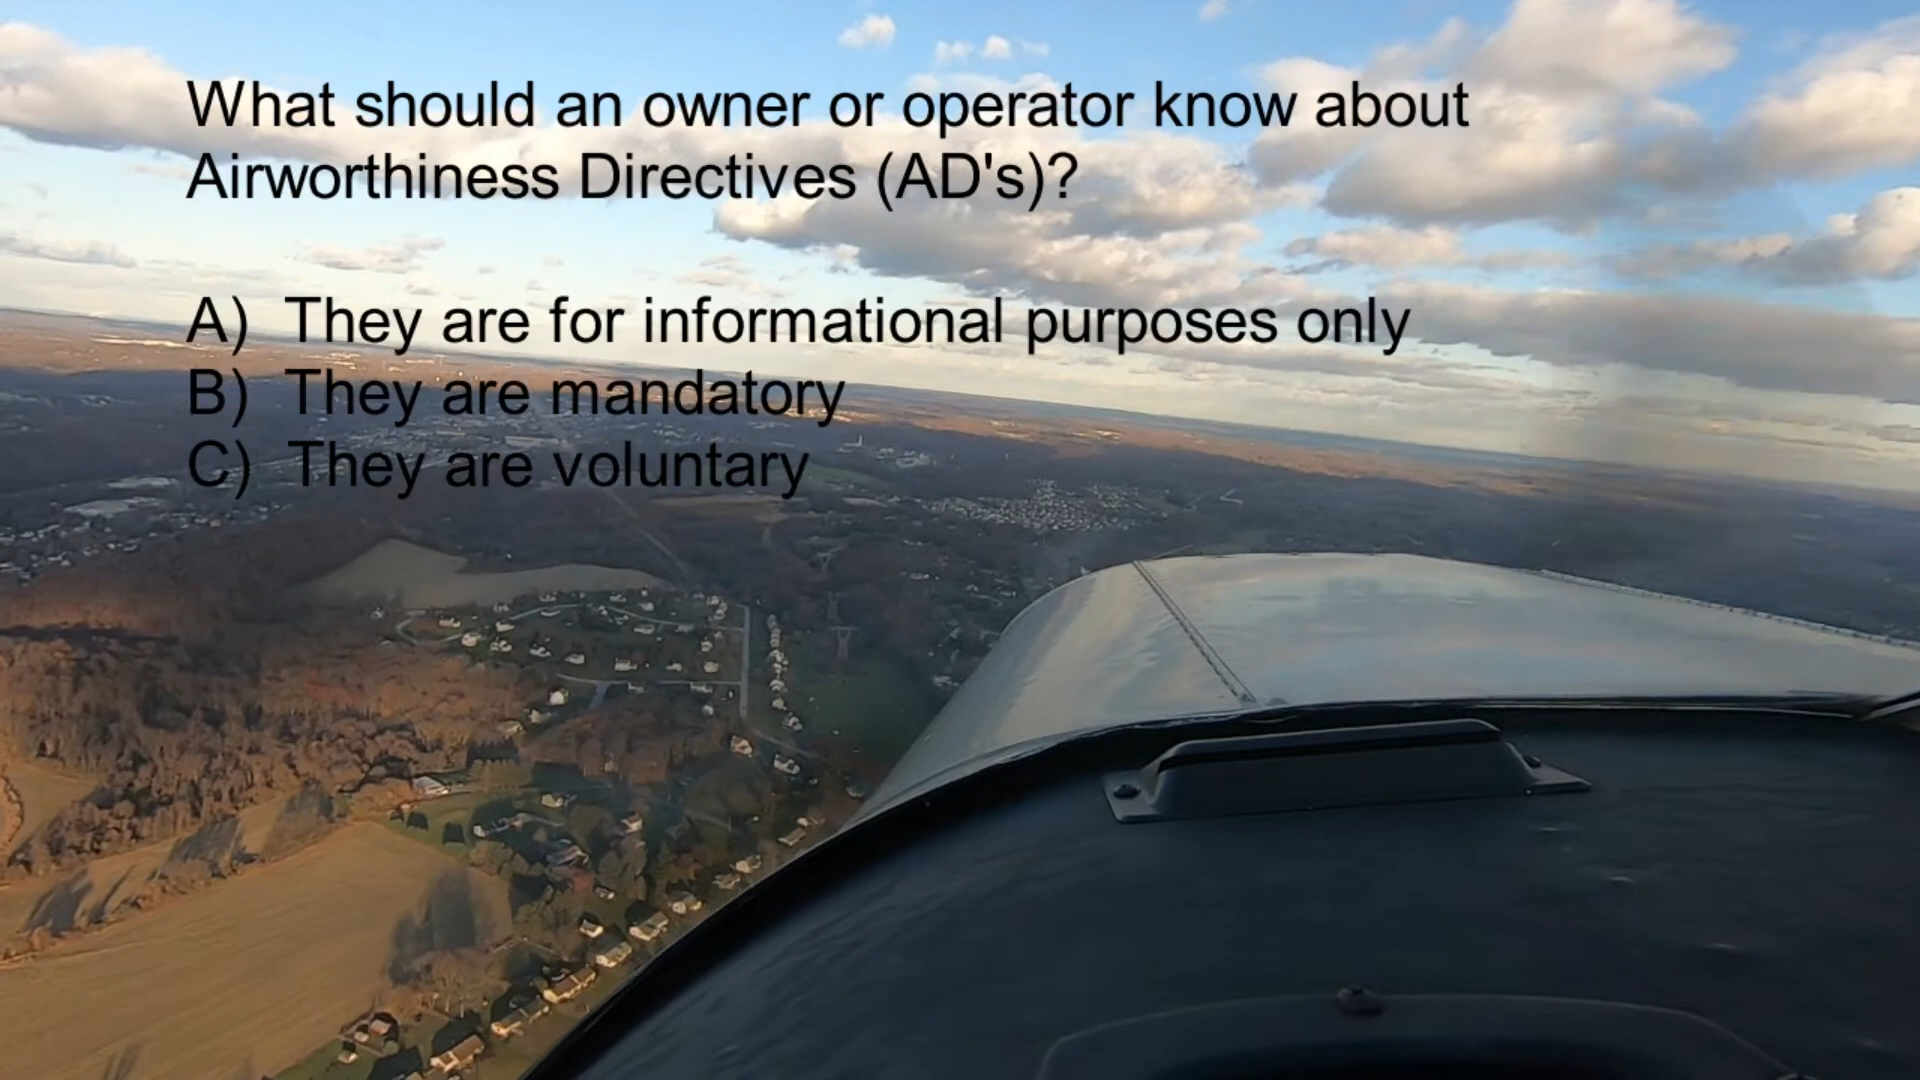 What should an owner or operator know about
Airworthiness Directives (AD's)?
A) They are for informational purposes only
B) They are mandatory
C) They are voluntary